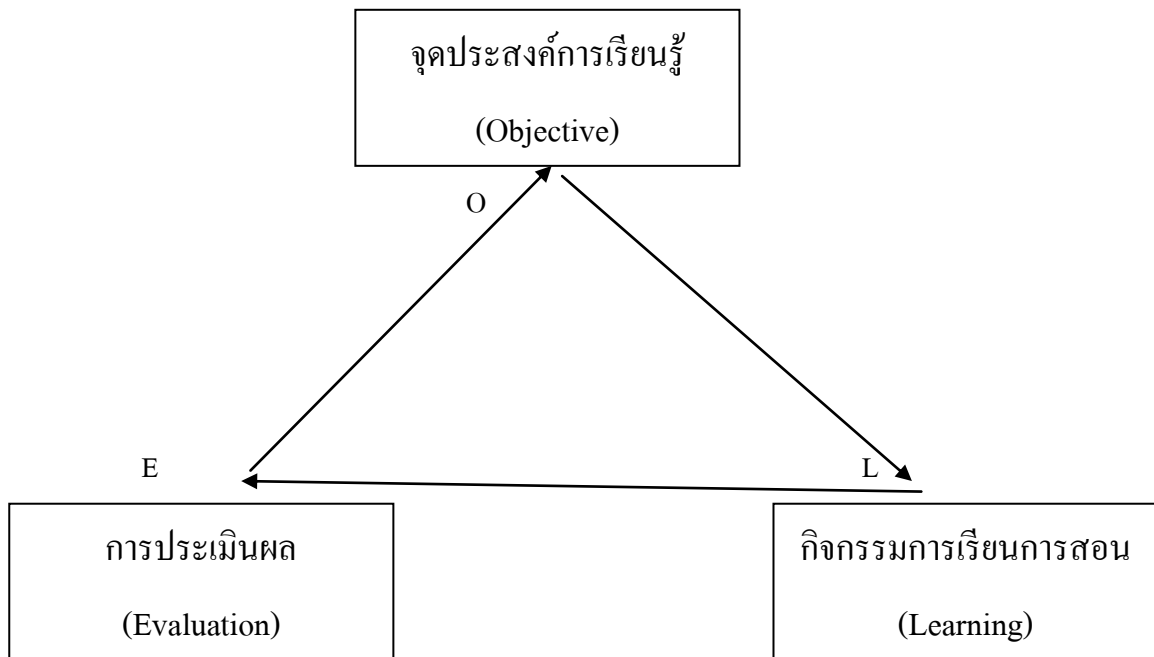 จุดประสงค์การเรียนรู้
(Objective)
O
E
L
การประเมินผล
(Evaluation)
กิจกรรมการเรียนการสอน
(Learning)